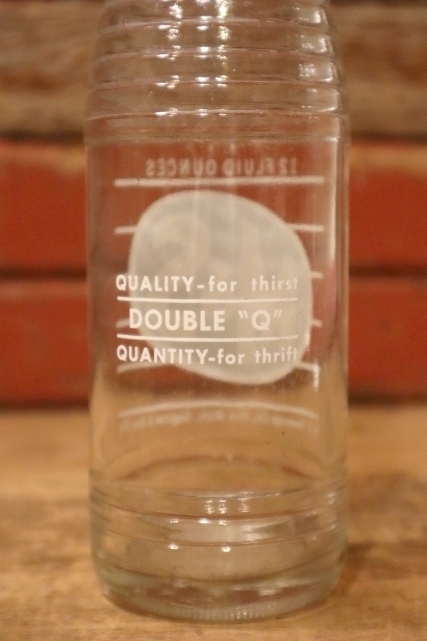 12 FLUID OUNCES
QUALITY-for thirst
DOUBLE “Q”
QUANTITY-for thrift